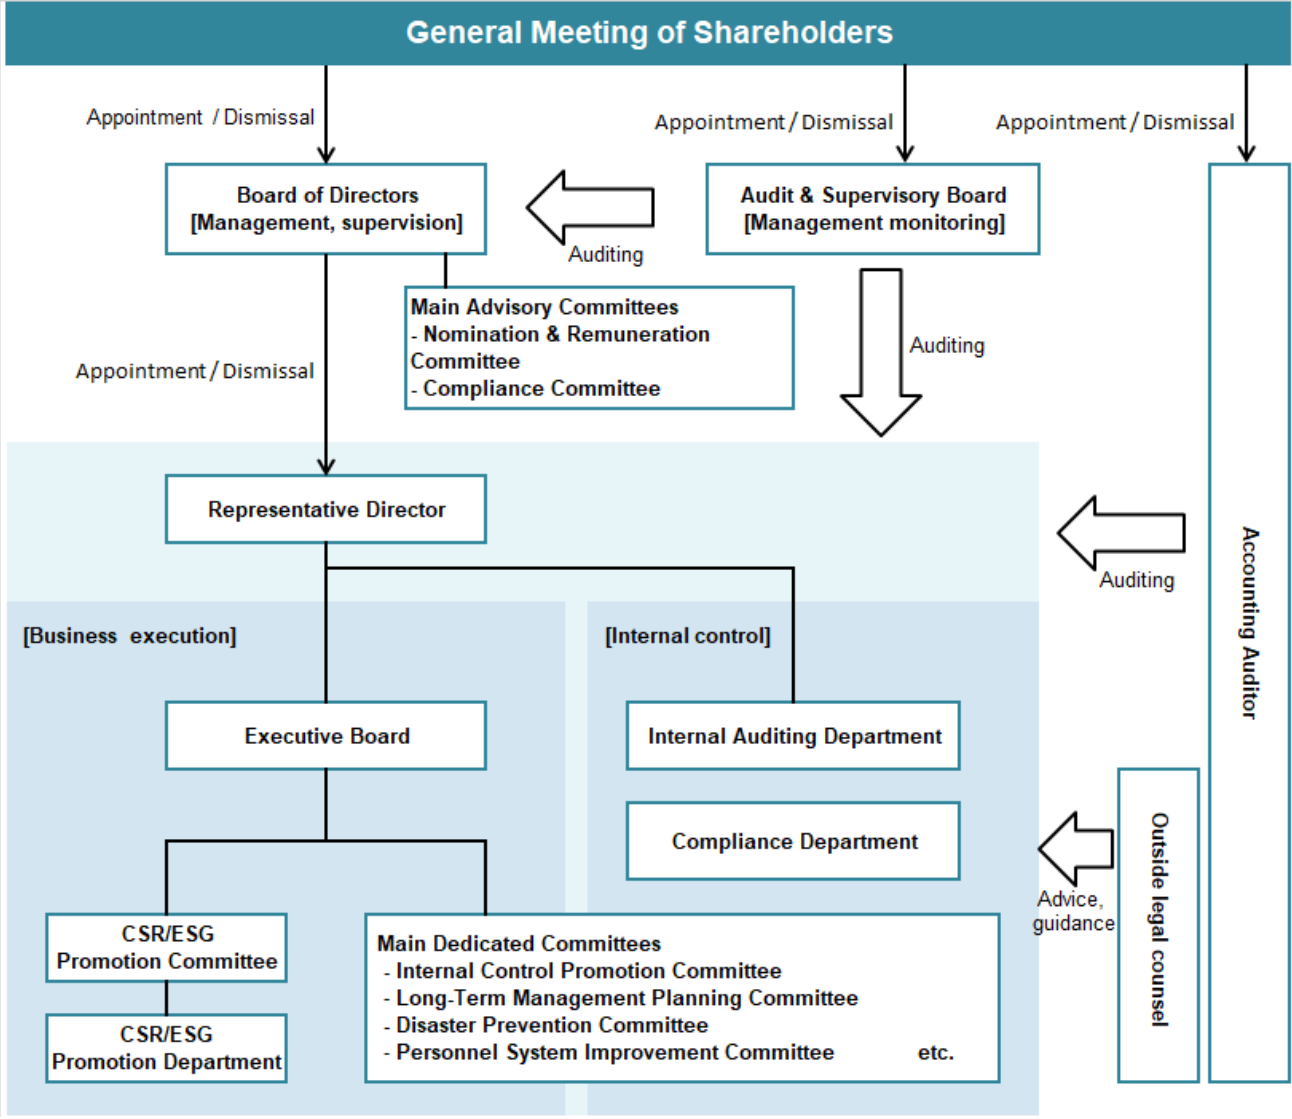 General Meeting of Shareholders
Appointment / Dismissal
Appointment / Dismissal
Appointment / Dismissal
Board of Directors
[Management, supervision]
Auditing
Audit & Supervisory Board
[Management monitoring]
Main Advisory Committees
- Nomination & Remuneration
Committee
- Compliance Committee
Auditing
Appointment / Dismissal
Representative Director
Auditing
Accounting Auditor
[Business execution]
[Internal control]
Executive Board
Internal Auditing Department
Compliance Department
Advice,
guidance
Outside legal counsel
CSR/ESG
Promotion Committee
CSR/ESG
Promotion Department
Main Dedicated Committees
- Internal Control Promotion Committee
- Long-Term Management Planning Committee
- Disaster Prevention Committee
- Personnel System Improvement Committee etc.